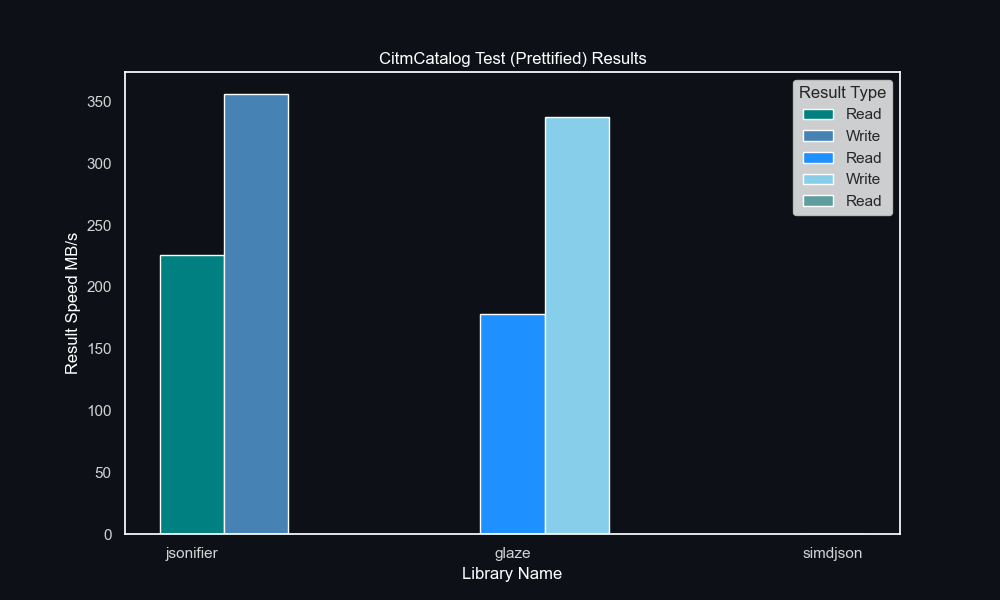 CitmCatalog Test (Prettified) Results
Result Type
Read
Write
Read
Write
Read
Result Speed MB/s
350
300
250
200
150
100
50
0
jsonifier
glaze
simdjson
Library Name